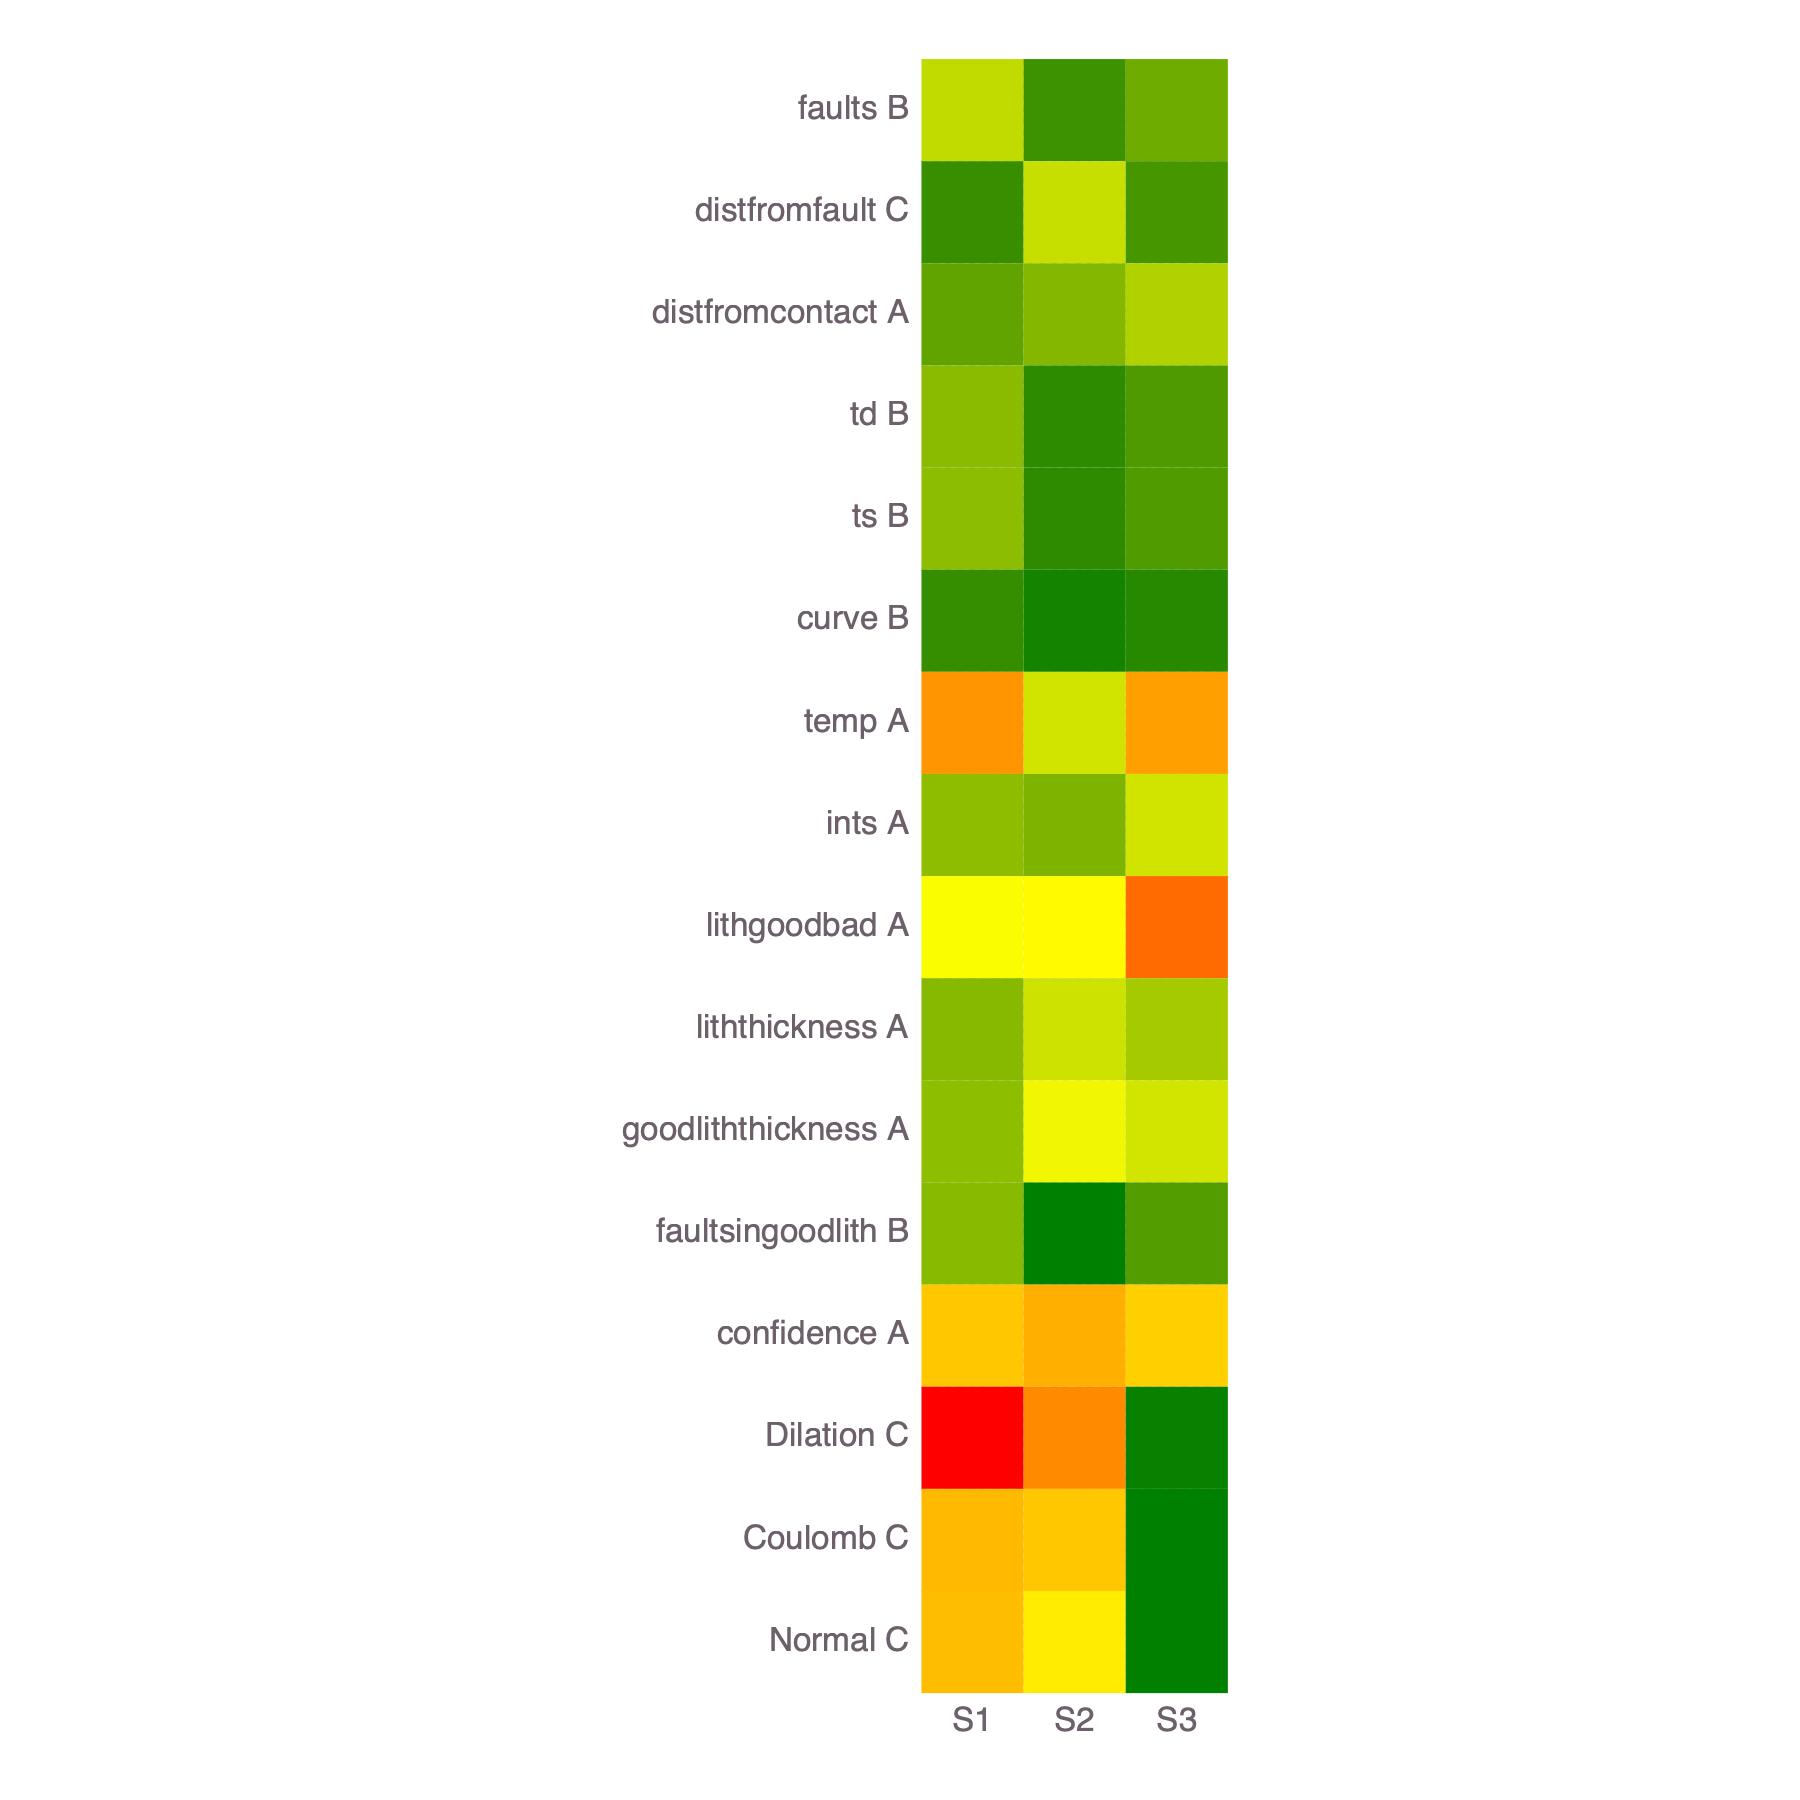 faults B
distfromfault C
distfromcontact A
td B
ts B
curve B
temp A
ints A
lithgoodbad A
liththickness A
goodliththickness A
faultsingoodlith B
confidence A
Dilation C
Coulomb C
Normal C
S1 S2 S3